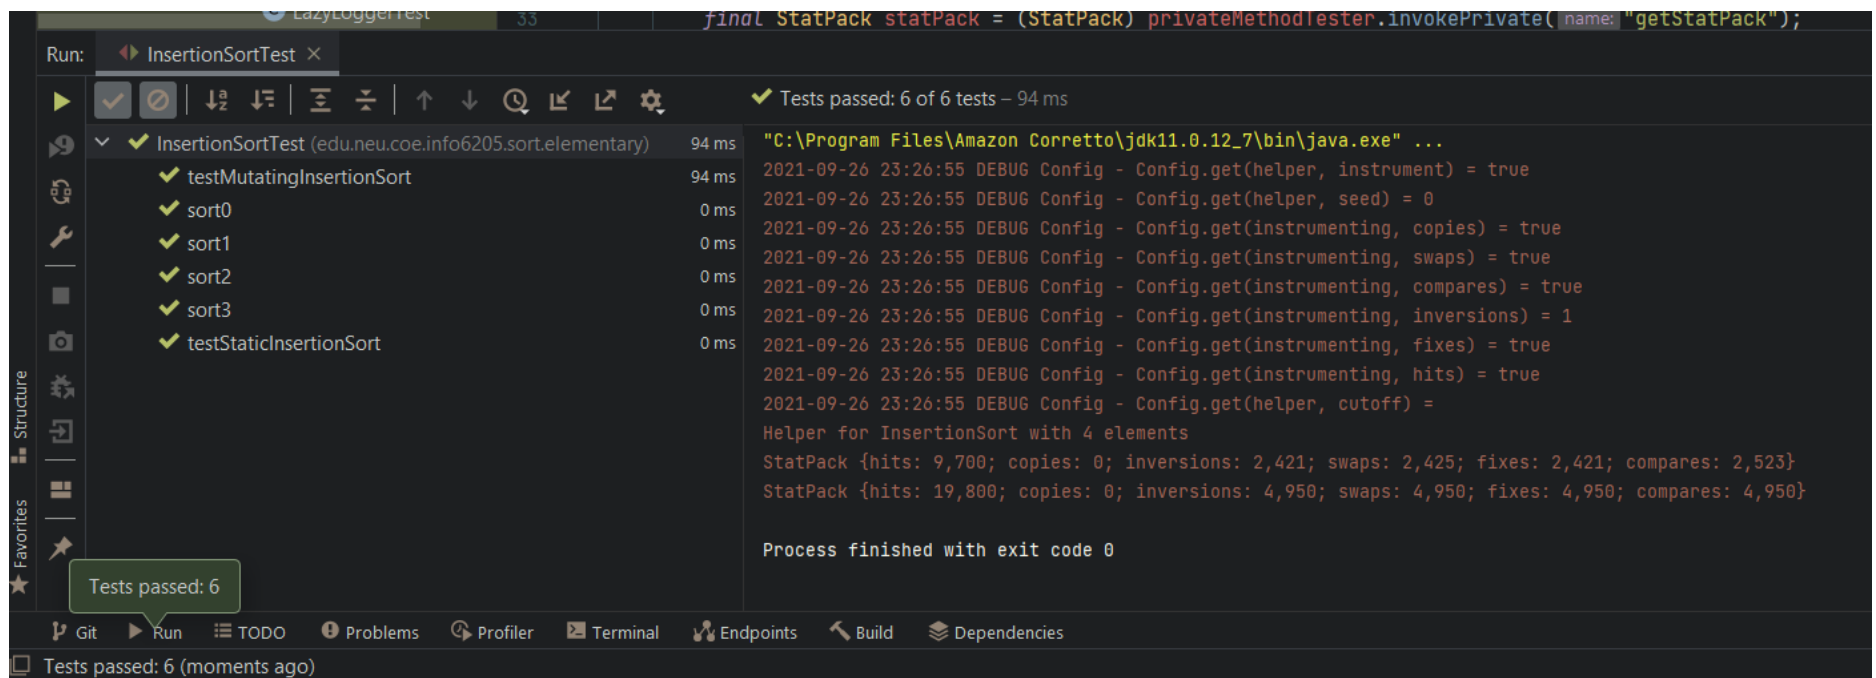 LazyLoggerTest
33 final StatPack statPack = (StatPack) privateMethodTester.invokePrivate( name: "getStatPack");
Run: InsertionSortTest ×
Tests passed: 6 of 6 tests – 94 ms
InsertionSortTest (edu.neu.coe.info6205.sort.elementary) 94 ms
testMutatingInsertionSort 94 ms
sort0 0 ms
sort1 0 ms
sort2 0 ms
sort3 0 ms
testStaticInsertionSort 0 ms
"C:\Program Files\Amazon Corretto\jdk11.0.12_7\bin\java.exe" ...
2021-09-26 23:26:55 DEBUG Config - Config.get(helper, instrument) = true
2021-09-26 23:26:55 DEBUG Config - Config.get(helper, seed) = 0
2021-09-26 23:26:55 DEBUG Config - Config.get(instrumenting, copies) = true
2021-09-26 23:26:55 DEBUG Config - Config.get(instrumenting, swaps) = true
2021-09-26 23:26:55 DEBUG Config - Config.get(instrumenting, compares) = true
2021-09-26 23:26:55 DEBUG Config - Config.get(instrumenting, inversions) = 1
2021-09-26 23:26:55 DEBUG Config - Config.get(instrumenting, fixes) = true
2021-09-26 23:26:55 DEBUG Config - Config.get(instrumenting, hits) = true
2021-09-26 23:26:55 DEBUG Config - Config.get(helper, cutoff) =
Helper for InsertionSort with 4 elements
StatPack {hits: 9,700; copies: 0; inversions: 2,421; swaps: 2,425; fixes: 2,421; compares: 2,523}
StatPack {hits: 19,800; copies: 0; inversions: 4,950; swaps: 4,950; fixes: 4,950; compares: 4,950}
Process finished with exit code 0
Structure
Favorites
Tests passed: 6
Git Run TODO Problems Profiler Terminal Endpoints Build Dependencies
Tests passed: 6 (moments ago)